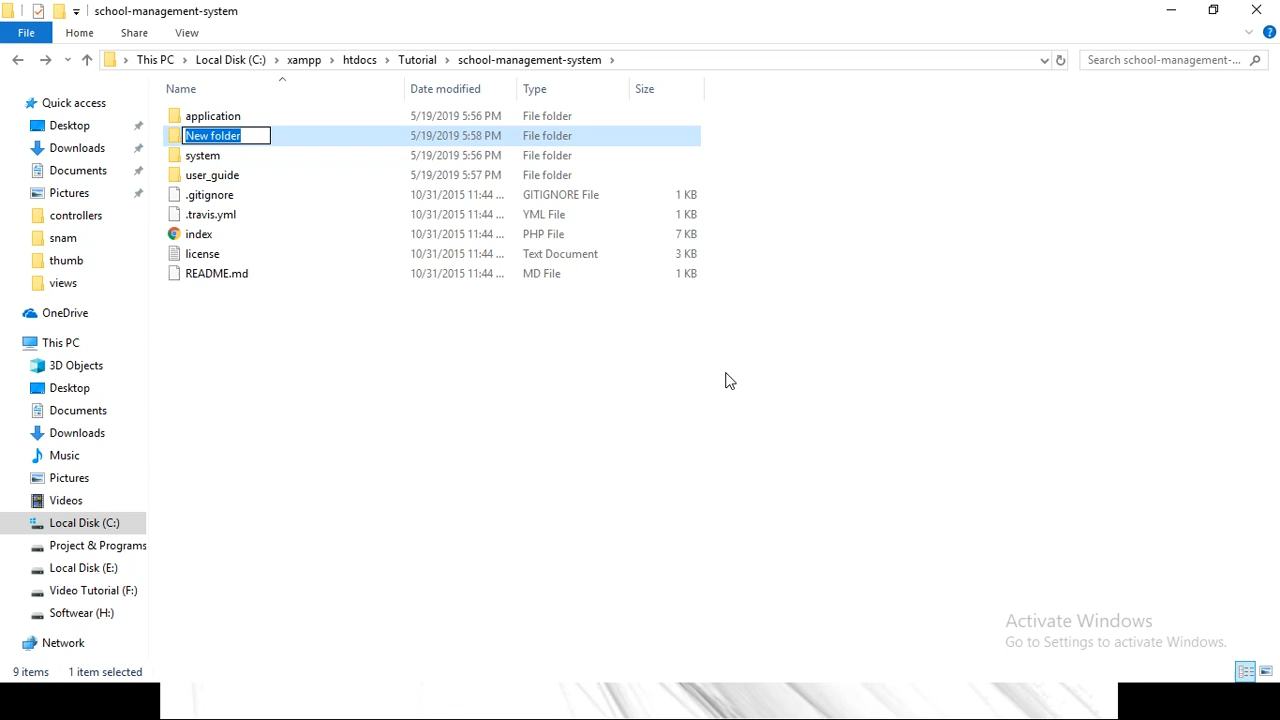 school-management-system
File Home Share View
This PC Local Disk (C:) xampp htdocs Tutorial school-management-system
Search school-management-...
Name Date modified Type Size
Quick access
Desktop
Downloads
Documents
Pictures
controllers
snam
thumb
views
OneDrive
This PC
3D Objects
Desktop
Documents
Downloads
Music
Pictures
Videos
Local Disk (C:)
Project & Programs
Local Disk (E:)
Video Tutorial (F:)
Softwear (H:)
Network
application 5/19/2019 5:56 PM File folder
New folder 5/19/2019 5:58 PM File folder
system 5/19/2019 5:56 PM File folder
user_guide 5/19/2019 5:57 PM File folder
.gitignore 10/31/2015 11:44 ... GITIGNORE File 1 KB
.travis.yml 10/31/2015 11:44 ... YML File 1 KB
index 10/31/2015 11:44 ... PHP File 7 KB
license 10/31/2015 11:44 ... Text Document 3 KB
README.md 10/31/2015 11:44 ... MD File 1 KB
Activate Windows
Go to Settings to activate Windows.
9 items 1 item selected